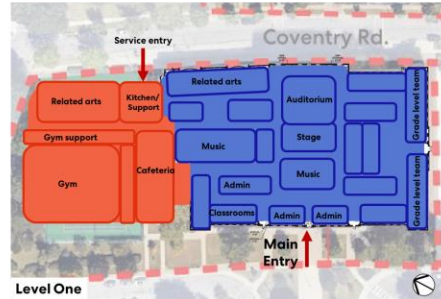 Service entry
Coventry Rd.
Related arts
Related arts
Kitchen/
Support
Auditorium
Grade level team
Gym support
Stage
Music
Cafeteria
Gym
Music
Admin
Grade level team
Classrooms
Admin
Admin
Main
Entry
Level One